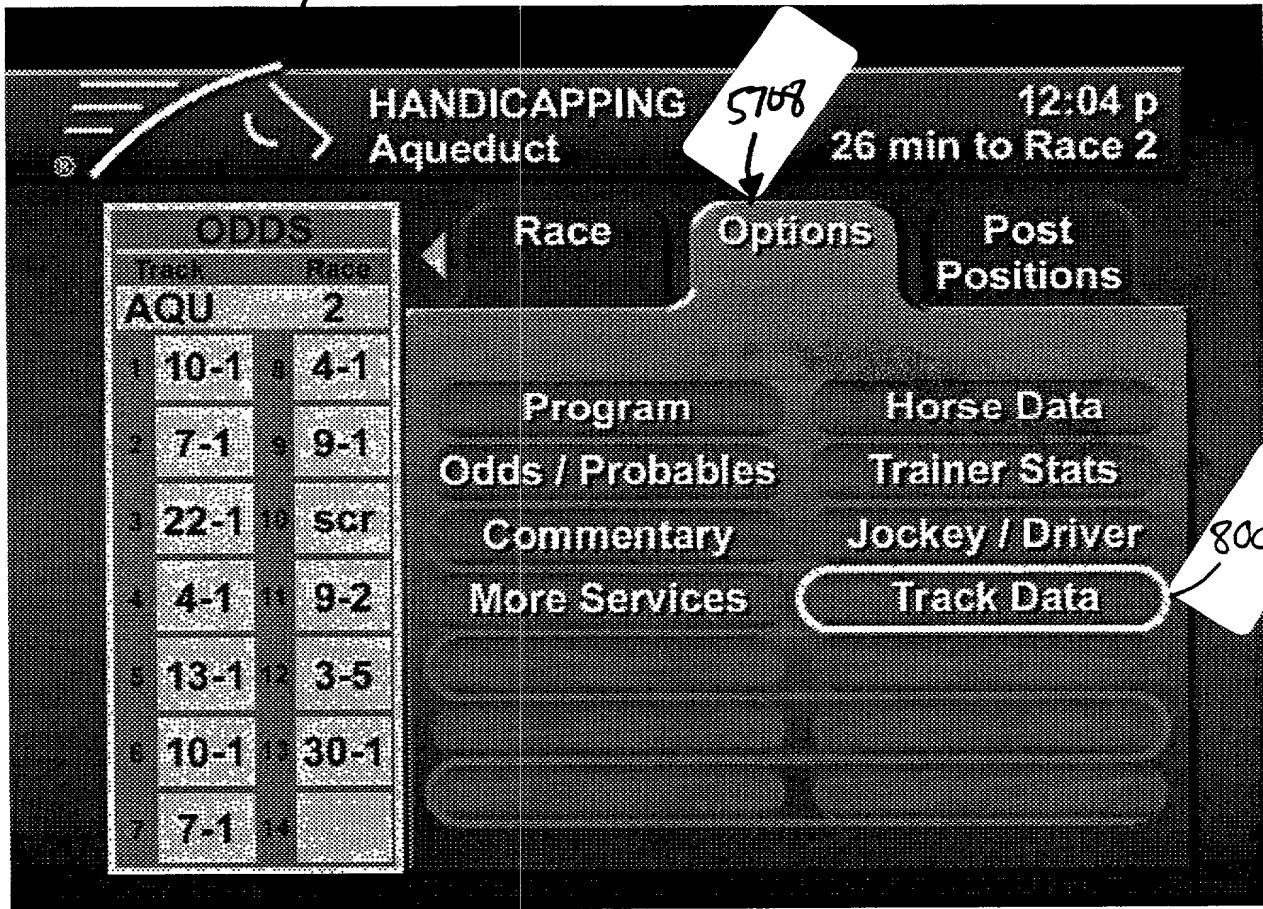 HANDICAPPING
Aqueduct
5708
12:04 p
26 min to Race 2
®
ODDS
Track Race
AQU 2
1 10-1 8 4-1
2 7-1 9 9-1
3 22-1 10 scr
4 4-1 11 9-2
5 13-1 12 3-5
6 10-1 13 30-1
7 7-1 14
Race
Options
Post
Positions
Program
Horse Data
Odds / Probables
Trainer Stats
Commentary
Jockey / Driver
More Services
Track Data